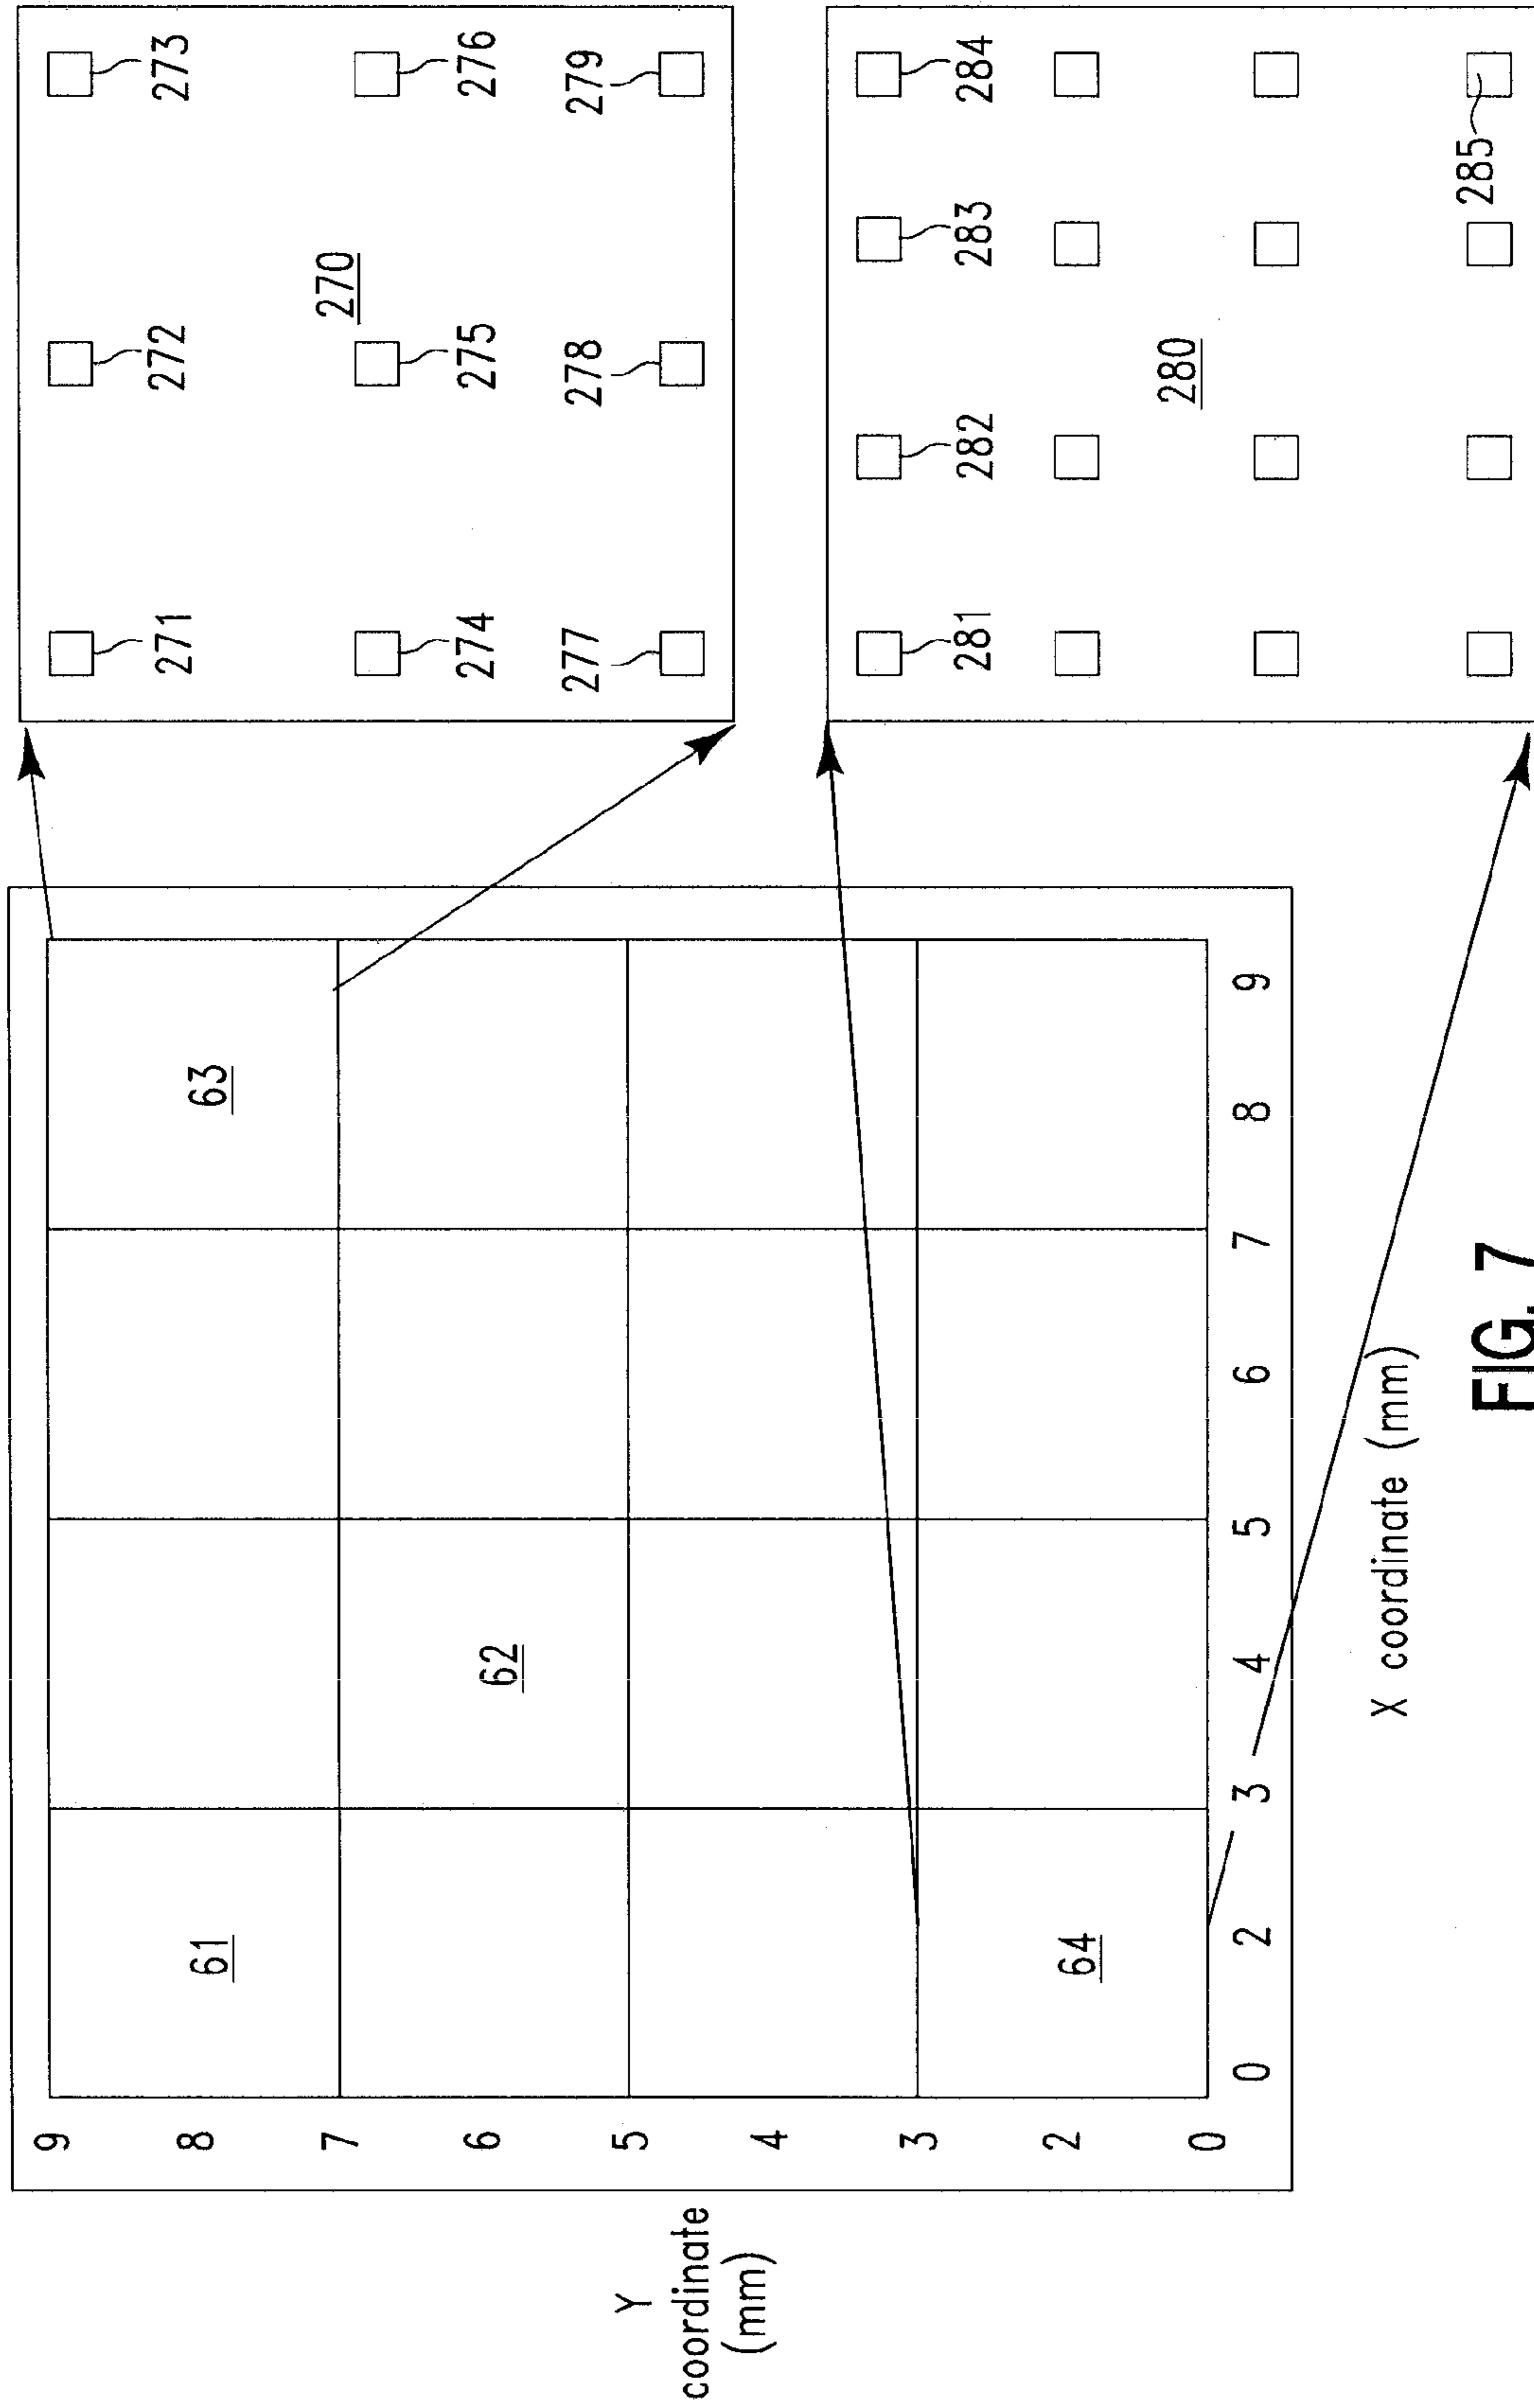 Y
coordinate
(mm)
9
8
7
6
5
4
3
2
0
61
63
62
64
0 2 3 4 5 6 7 8 9
X coordinate (mm)
271 272 273
270
274 275 276
277 278 279
281 282 283 284
280
285
FIG. 7